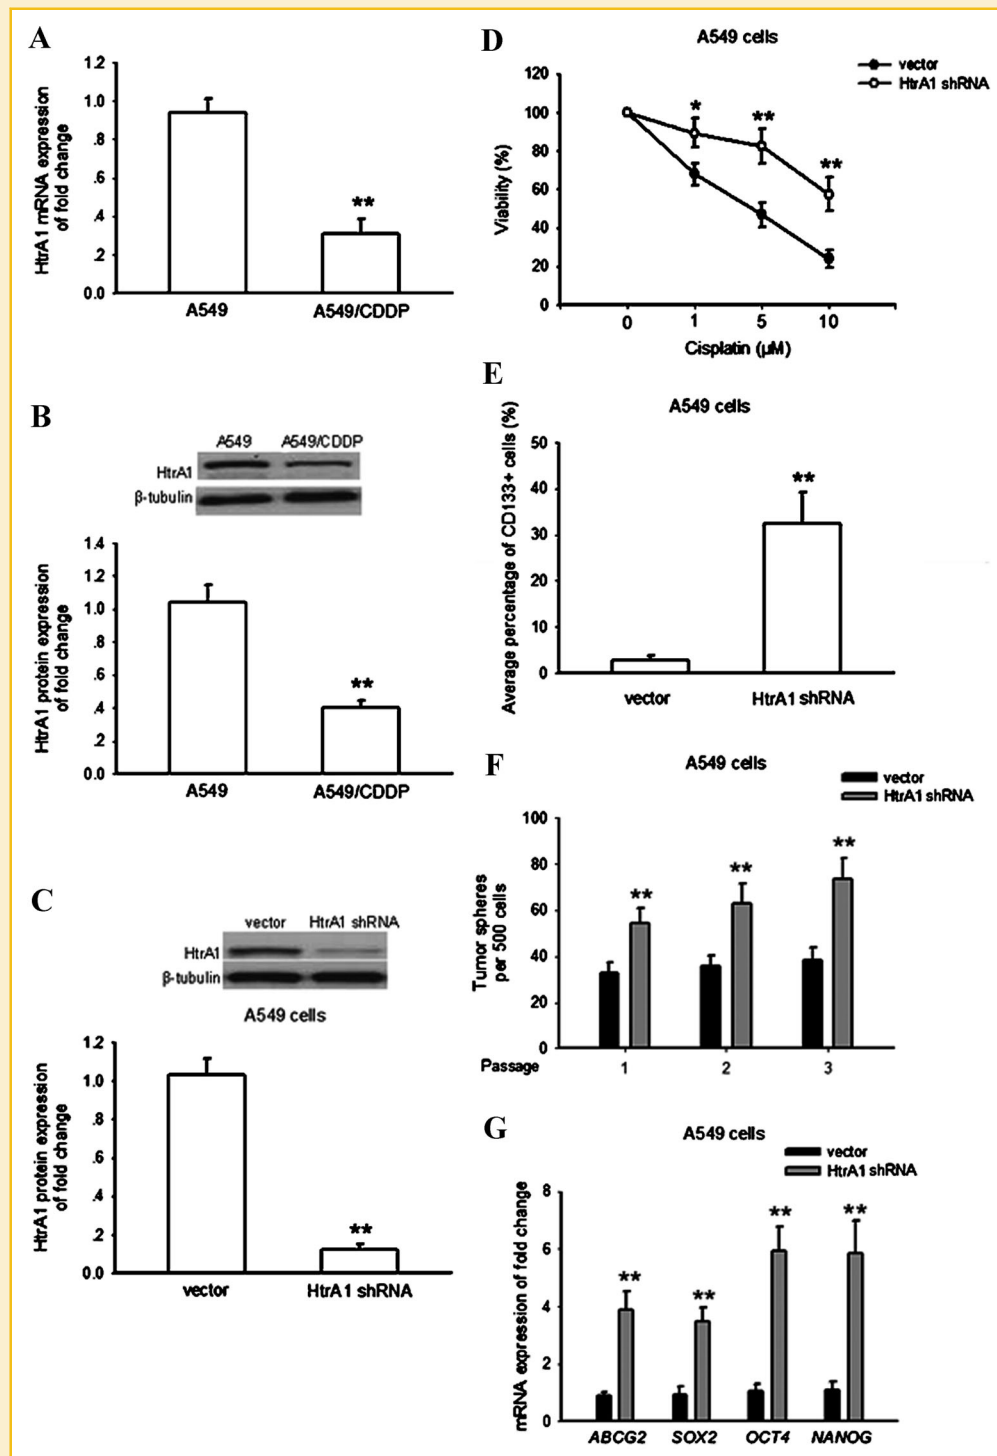 A
HtrA1 mRNA expression
of fold change
1.2
1.0
.8
.6
.4
.2
0.0
**
A549
A549/CDDP
B
A549
A549/CDDP
HtrA1
β-tubulin
HtrA1 protein expression
of fold change
1.4
1.2
1.0
.8
.6
.4
.2
0.0
**
A549
A549/CDDP
C
vector
HtrA1 shRNA
HtrA1
β-tubulin
A549 cells
HtrA1 protein expression
of fold change
1.2
1.0
.8
.6
.4
.2
0.0
**
vector
HtrA1 shRNA
D
A549 cells
vector
HtrA1 shRNA
Viability (%)
120
100
80
60
40
20
0
*
**
**
0
1
5
10
Cisplatin (µM)
E
A549 cells
Average percentage of CD133+ cells (%)
50
40
30
20
10
0
**
vector
HtrA1 shRNA
F
A549 cells
vector
HtrA1 shRNA
Tumor spheres
per 500 cells
100
80
60
40
20
0
**
**
**
Passage
1
2
3
G
A549 cells
vector
HtrA1 shRNA
mRNA expression of fold change
8
6
4
2
0
**
**
**
**
ABCG2
SOX2
OCT4
NANOG